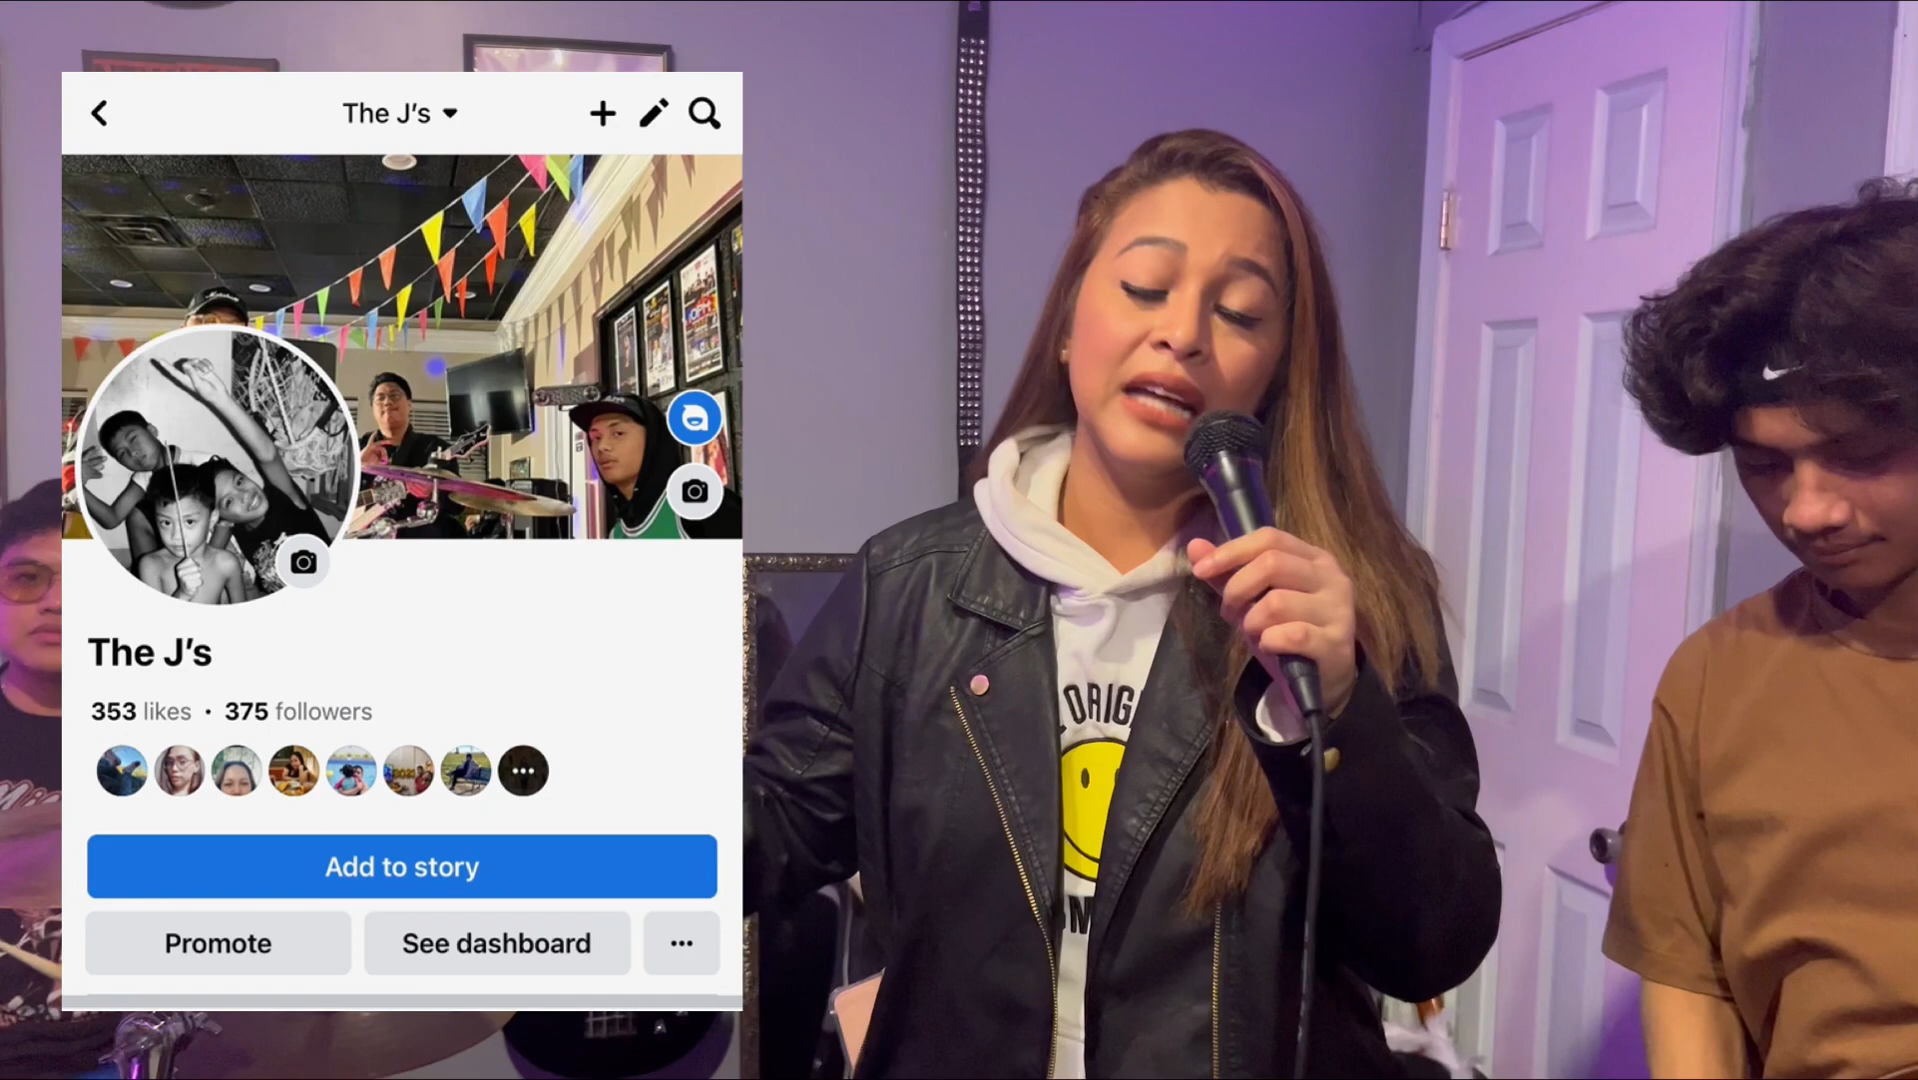 The J's
The J's
353 likes • 375 followers
Add to story
Promote
See dashboard
ORIG